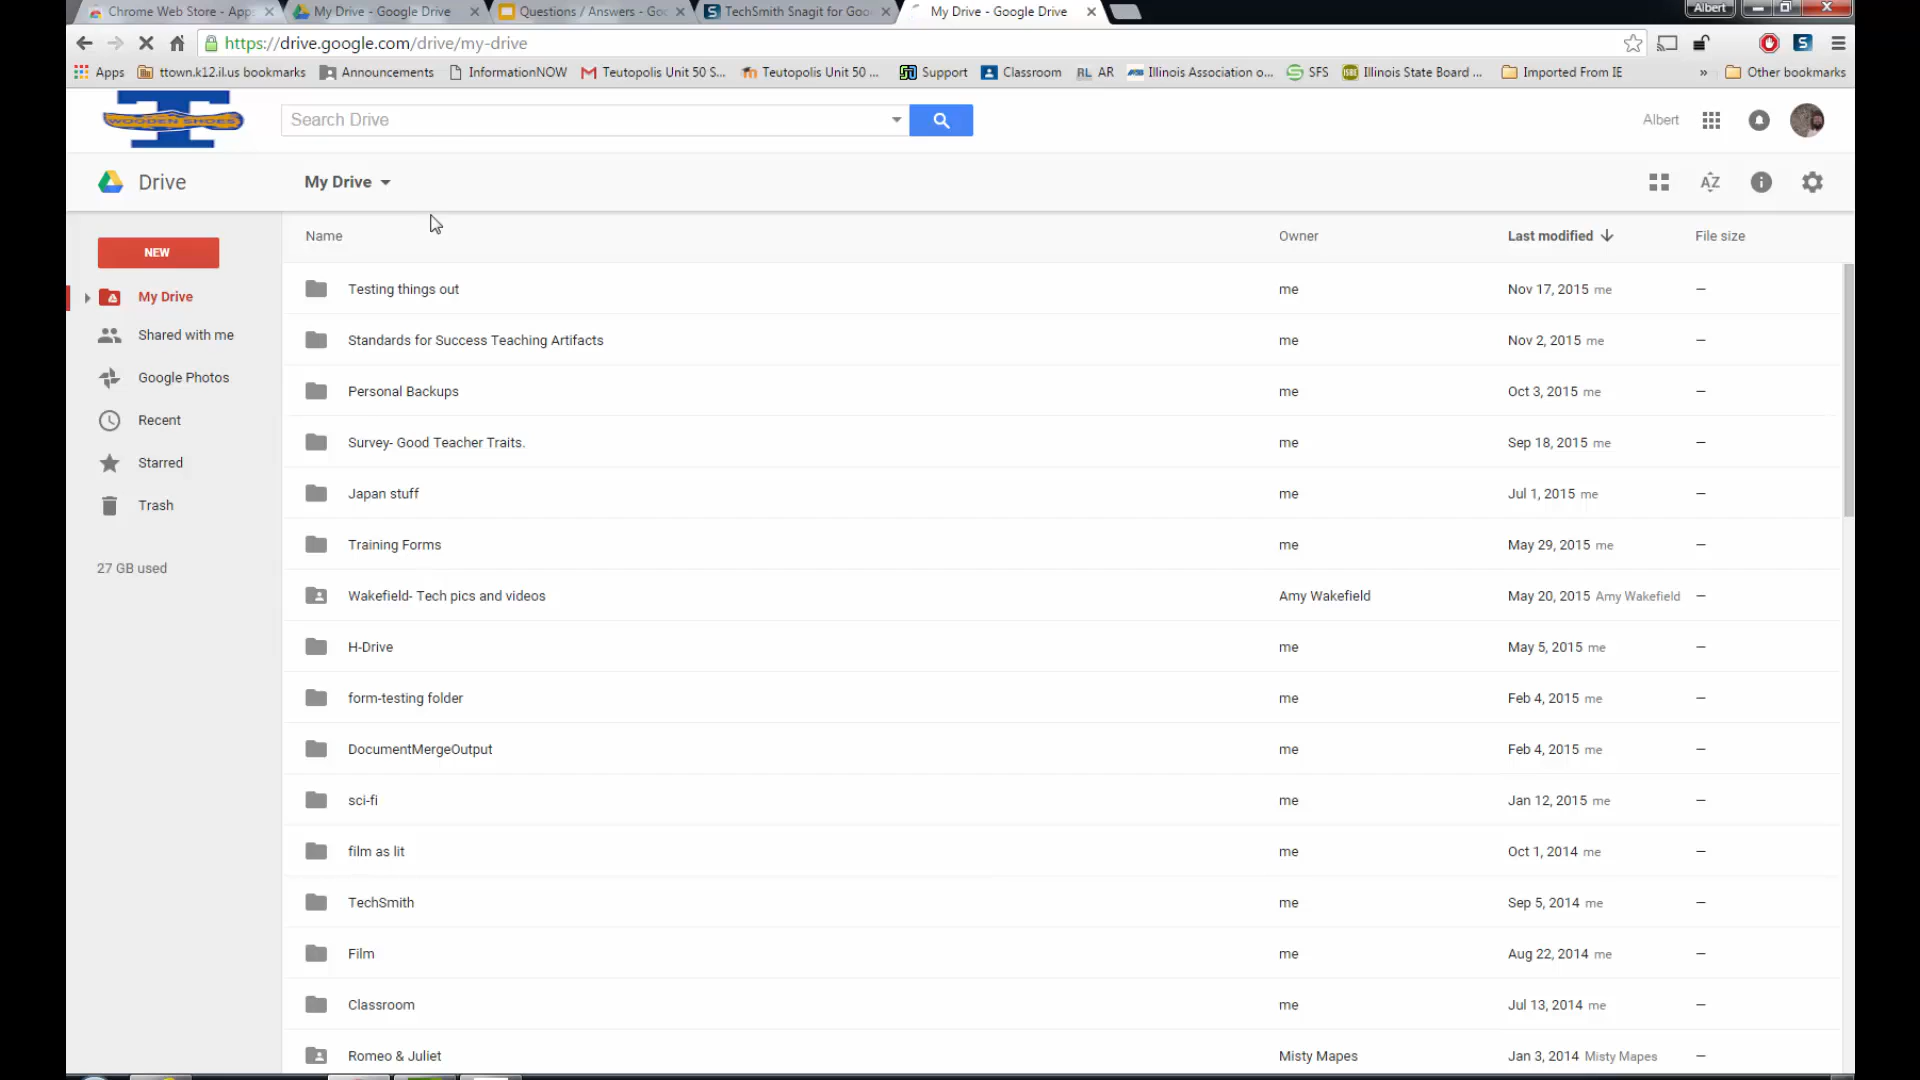 Chrome Web Store - App
My Drive - Google Drive
Questions / Answers - Goo
TechSmith Snagit for Goo
My Drive - Google Drive
Albert
https://drive.google.com/drive/my-drive
Apps
ttown.k12.il.us bookmarks
Announcements
InformationNOW
Teutopolis Unit 50 S...
Teutopolis Unit 50 ...
Support
Classroom
RL AR
Illinois Association o...
SFS
Illinois State Board ...
Imported From IE
»
Other bookmarks
WOODEN SHOES
Search Drive
Albert
Drive
My Drive
AZ
NEW
My Drive
Shared with me
Google Photos
Recent
Starred
Trash
27 GB used
Name Owner Last modified File size
Testing things out me Nov 17, 2015 me —
Standards for Success Teaching Artifacts me Nov 2, 2015 me —
Personal Backups me Oct 3, 2015 me —
Survey- Good Teacher Traits. me Sep 18, 2015 me —
Japan stuff me Jul 1, 2015 me —
Training Forms me May 29, 2015 me —
Wakefield- Tech pics and videos Amy Wakefield May 20, 2015 Amy Wakefield —
H-Drive me May 5, 2015 me —
form-testing folder me Feb 4, 2015 me —
DocumentMergeOutput me Feb 4, 2015 me —
sci-fi me Jan 12, 2015 me —
film as lit me Oct 1, 2014 me —
TechSmith me Sep 5, 2014 me —
Film me Aug 22, 2014 me —
Classroom me Jul 13, 2014 me —
Romeo & Juliet Misty Mapes Jan 3, 2014 Misty Mapes —